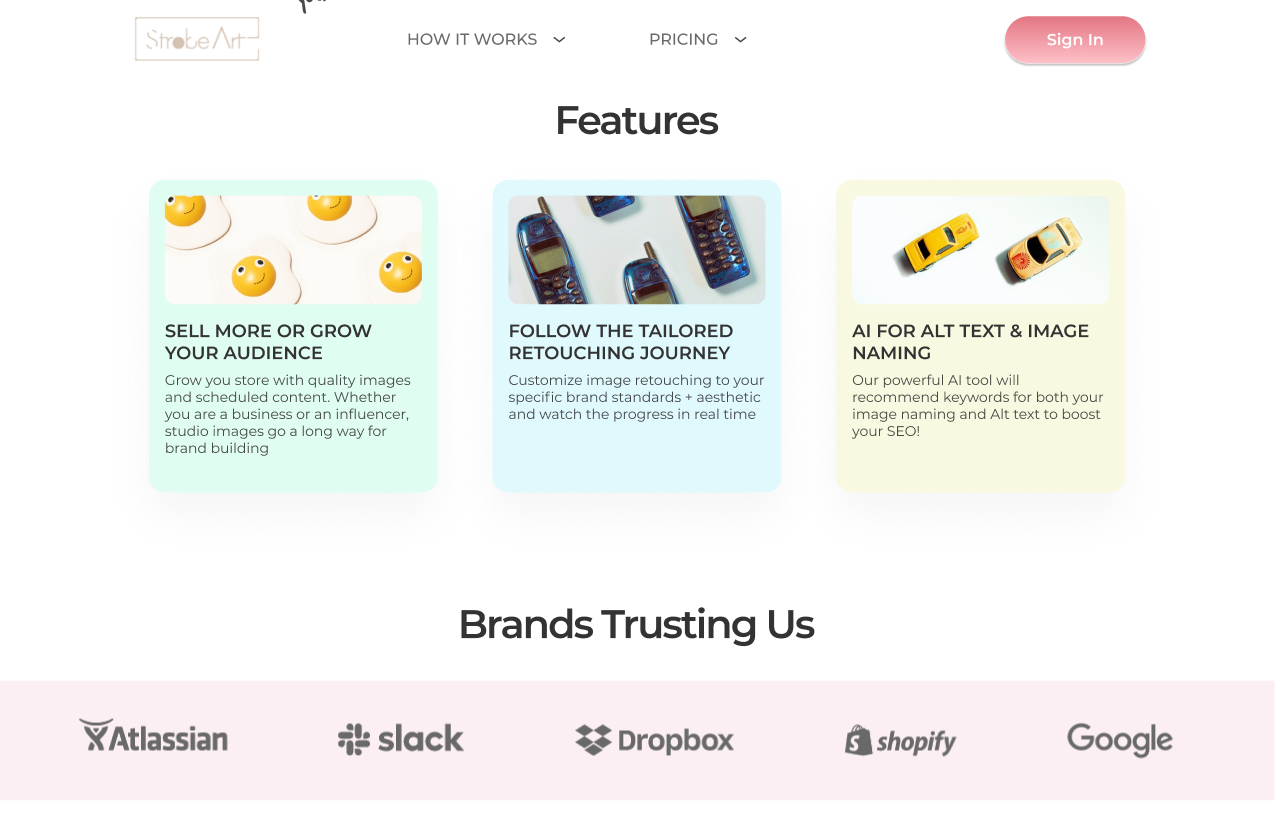 Strobe Art
HOW IT WORKS
PRICING
Sign In
Features
SELL MORE OR GROW
YOUR AUDIENCE
Grow you store with quality images
and scheduled content. Whether
you are a business or an influencer,
studio images go a long way for
brand building
FOLLOW THE TAILORED
RETOUCHING JOURNEY
Customize image retouching to your
specific brand standards + aesthetic
and watch the progress in real time
AI FOR ALT TEXT & IMAGE
NAMING
Our powerful AI tool will
recommend keywords for both your
image naming and Alt text to boost
your SEO!
Brands Trusting Us
Atlassian
slack
Dropbox
shopify
Google